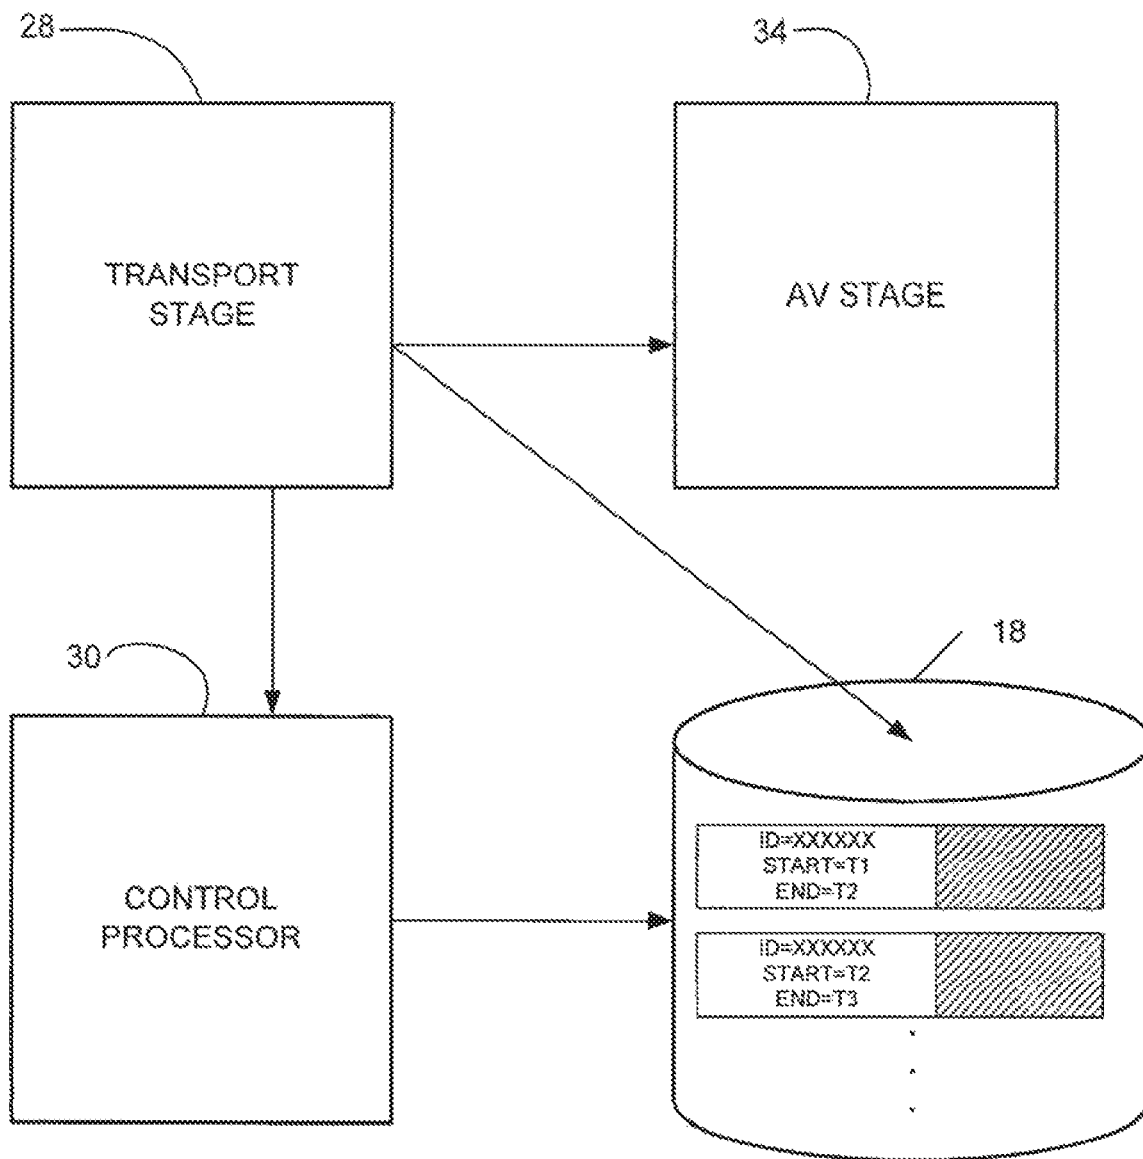 28
34
TRANSPORT
STAGE
AV STAGE
30
18
CONTROL
PROCESSOR
ID=XXXXXX
START=T1
END=T2
ID=XXXXXX
START=T2
END=T3